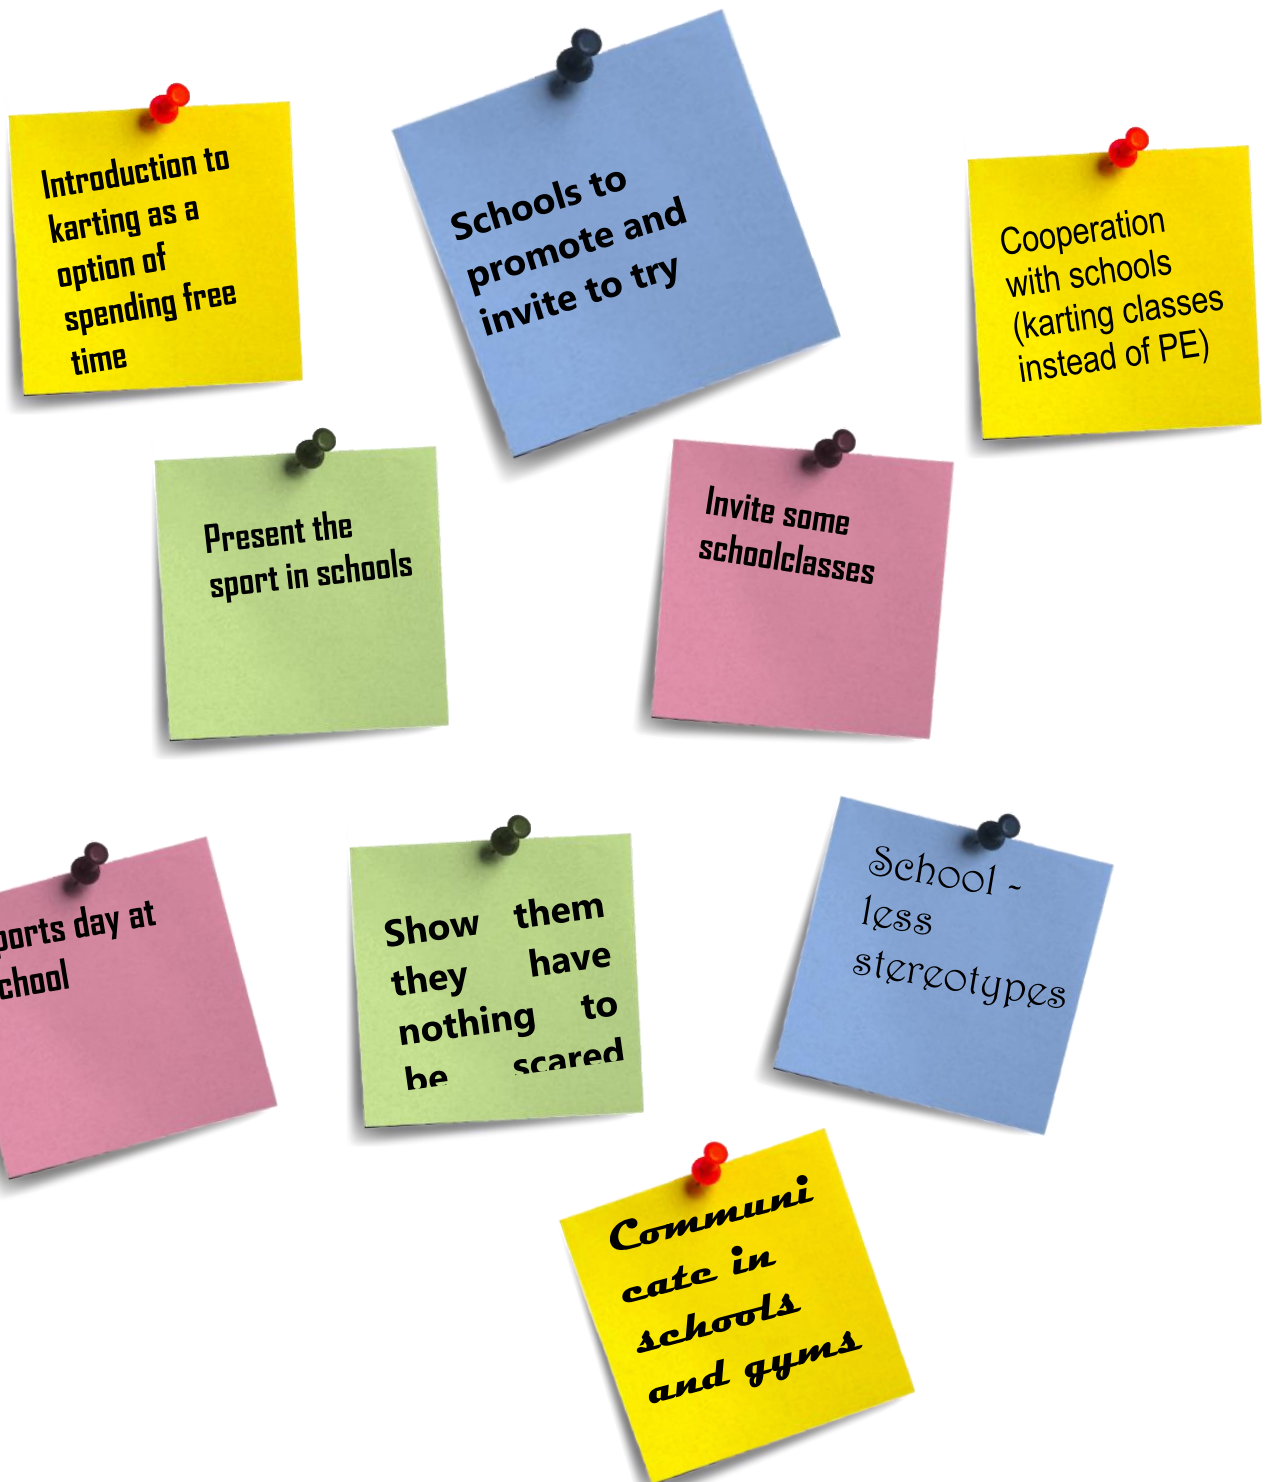 Introduction to
karting as a
option of
spending free
time
Schools to
promote and
invite to try
Cooperation
with schools
(karting classes
instead of PE)
Present the
sport in schools
Invite some
schoolclasses
ports day at
chool
Show them
they have
nothing to
be scared
School -
less
stereotypes
Communi
cate in
schools
and gyms